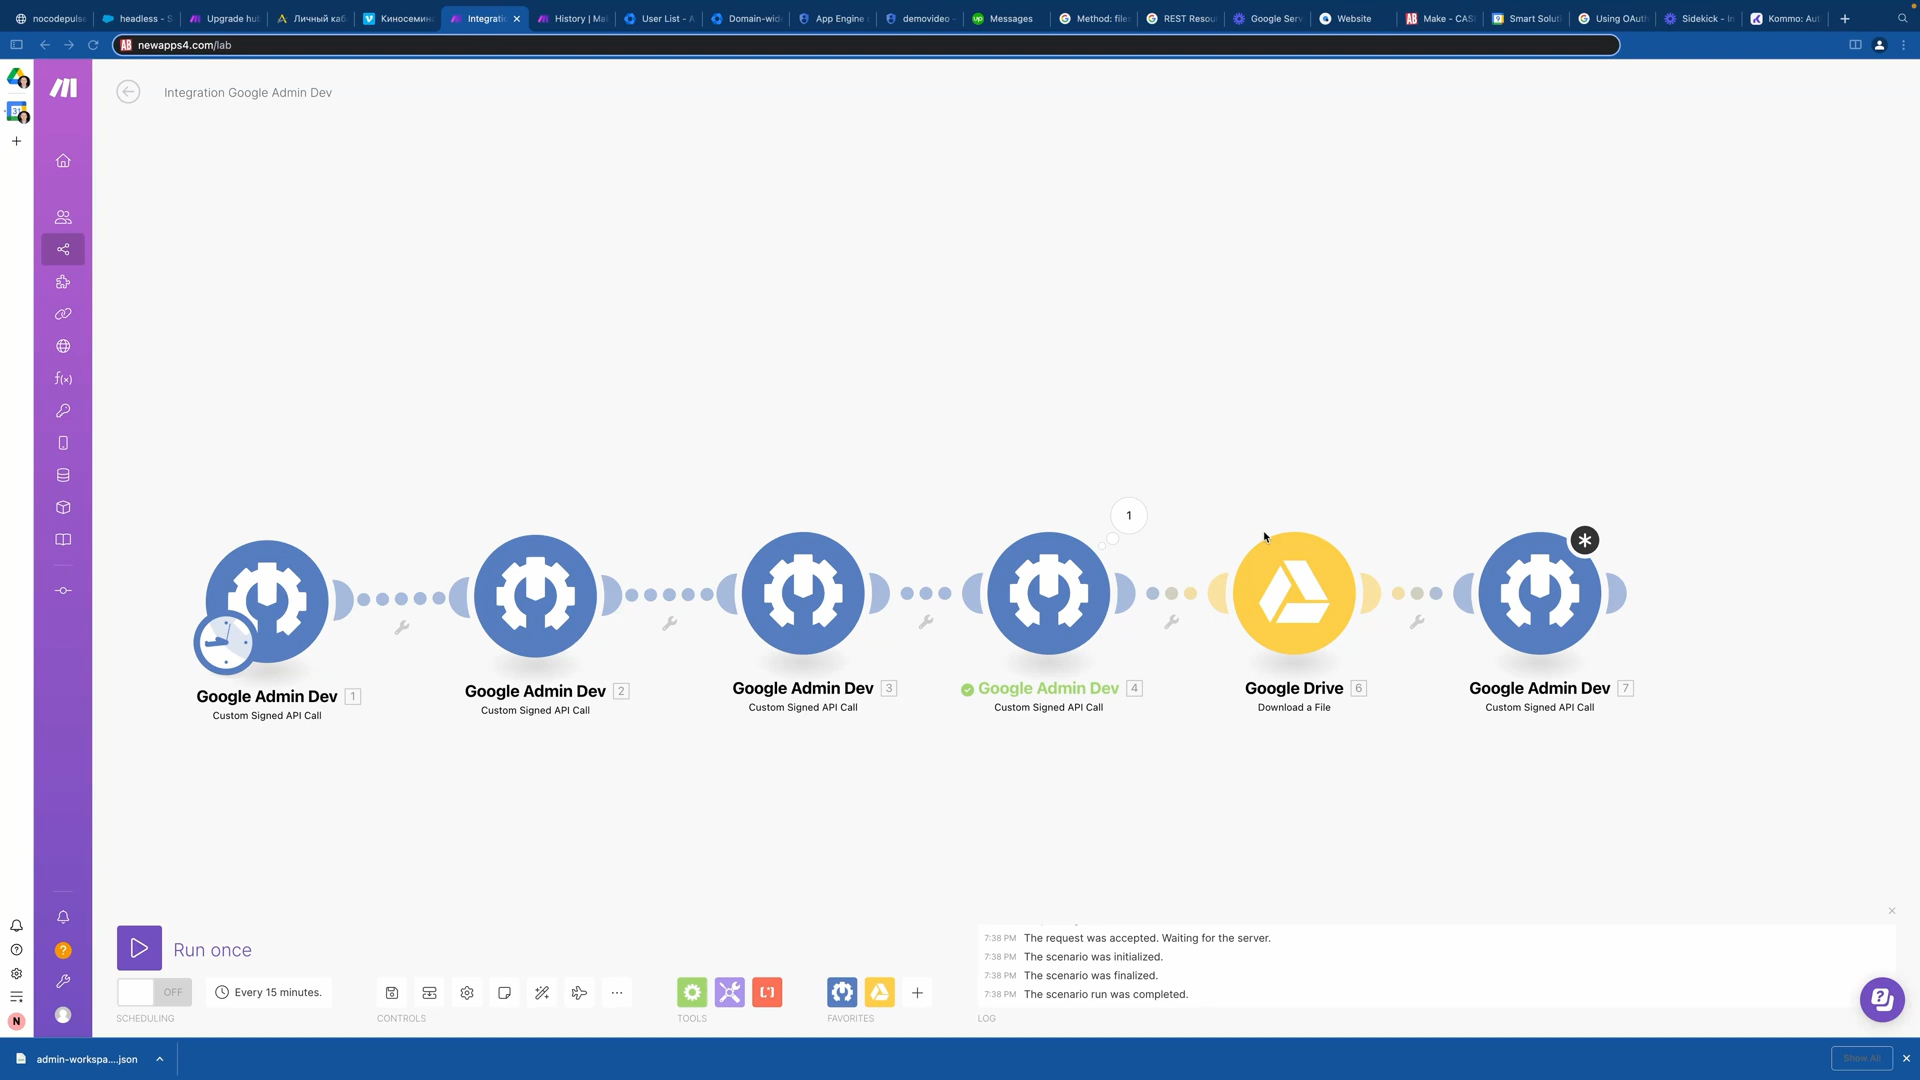 nocodepuls
headless - S
Upgrade hu
Личный каб
Киносемин
Integratio
History | Ma
User List - A
Domain-wid
App Engine
demovideo
Messages
Method: file
REST Resou
Google Serv
Website
Make - CAS
Smart Soluti
Using OAut
Sidekick - In
Kommo: Aut
newapps4.com/lab
Integration Google Admin Dev
1
Google Admin Dev 1
Custom Signed API Call
Google Admin Dev 2
Custom Signed API Call
Google Admin Dev 3
Custom Signed API Call
Google Admin Dev 4
Custom Signed API Call
Google Drive 6
Download a File
Google Admin Dev 7
Custom Signed API Call
Run once
OFF
Every 15 minutes.
SCHEDULING
CONTROLS
TOOLS
FAVORITES
7:38 PM The request was accepted. Waiting for the server.
7:38 PM The scenario was initialized.
7:38 PM The scenario was finalized.
7:38 PM The scenario run was completed.
LOG
N
admin-workspa....json
Show All